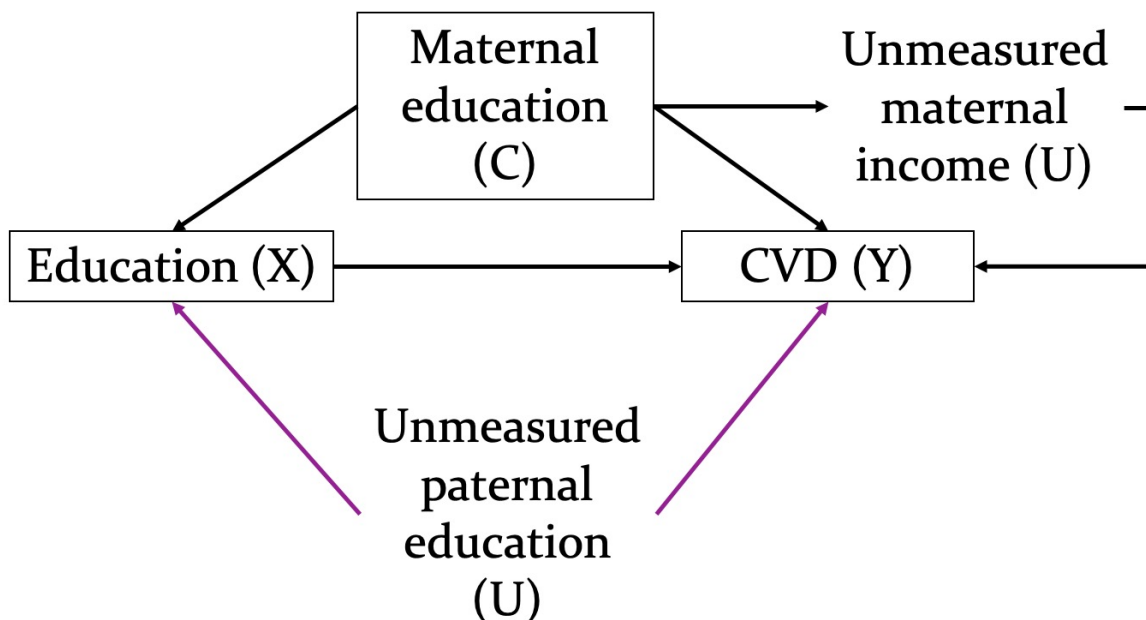 Maternal
education
(C)
Unmeasured
maternal
income (U)
Education (X)
CVD (Y)
Unmeasured
paternal
education
(U)